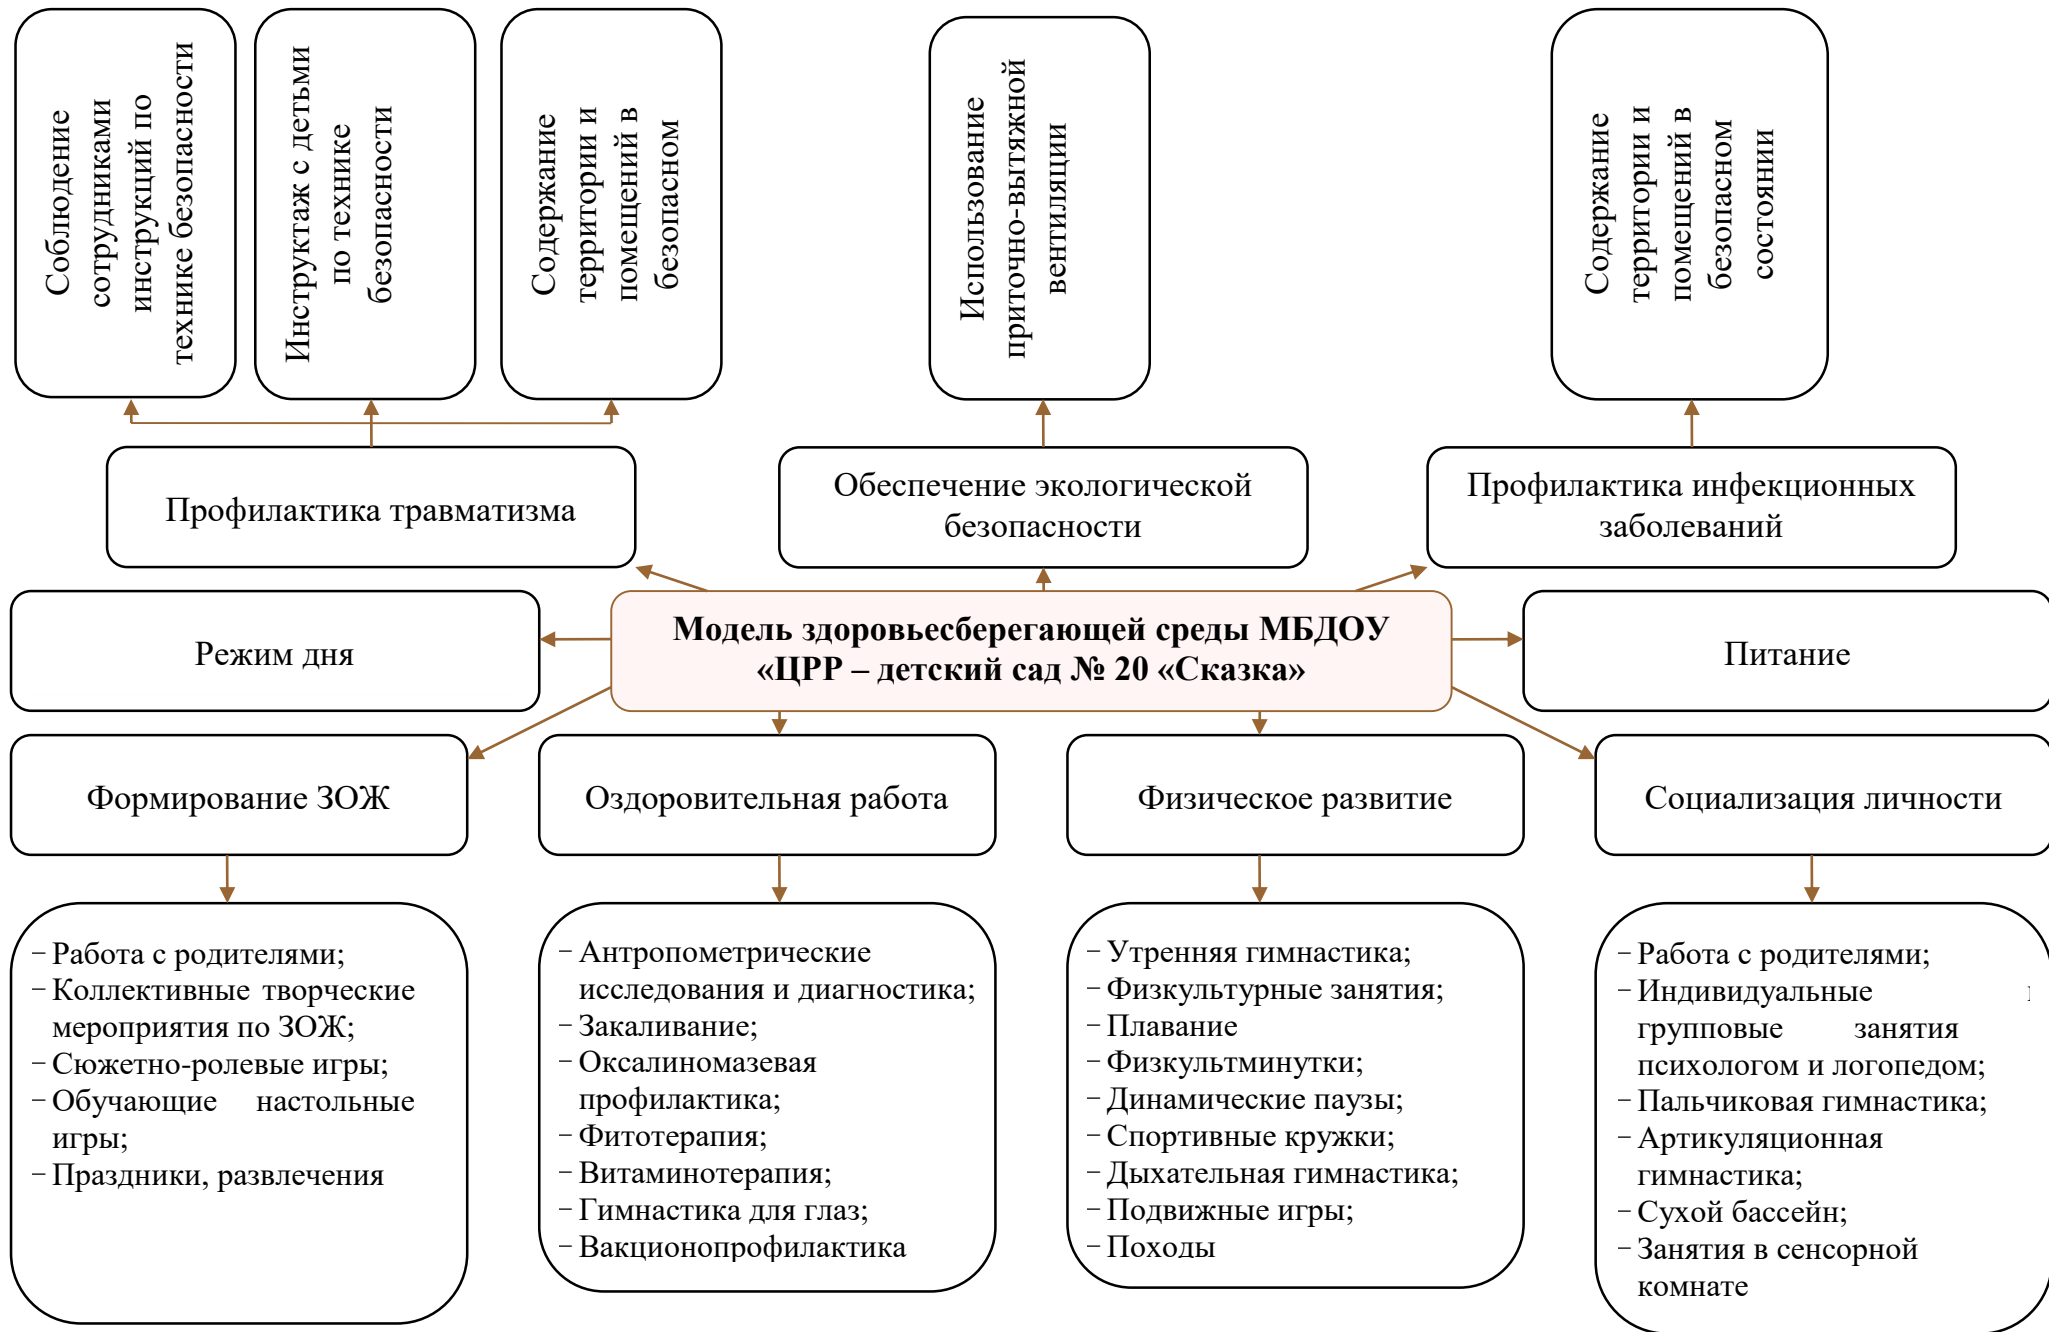 Соблюдение
сотрудниками
инструкций по
технике безопасности
Инструктаж с детьми
по технике
безопасности
Содержание
территории и
помещений в
безопасном
Использование
приточно-вытяжной
вентиляции
Содержание
территории и
помещений в
безопасном
состоянии
Профилактика травматизма
Обеспечение экологической
безопасности
Профилактика инфекционных
заболеваний
Режим дня
Модель здоровьесберегающей среды МБДОУ
«ЦРР – детский сад № 20 «Сказка»
Питание
Формирование ЗОЖ
Оздоровительная работа
Физическое развитие
Социализация личности
− Работа с родителями;
− Коллективные творческие
мероприятия по ЗОЖ;
− Сюжетно-ролевые игры;
− Обучающие настольные
игры;
− Праздники, развлечения
− Антропометрические
исследования и диагностика;
− Закаливание;
− Оксалиномазевая
профилактика;
− Фитотерапия;
− Витаминотерапия;
− Гимнастика для глаз;
− Вакционопрофилактика
− Утренняя гимнастика;
− Физкультурные занятия;
− Плавание
− Физкультминутки;
− Динамические паузы;
− Спортивные кружки;
− Дыхательная гимнастика;
− Подвижные игры;
− Походы
− Работа с родителями;
− Индивидуальные
групповые занятия
психологом и логопедом;
− Пальчиковая гимнастика;
− Артикуляционная
гимнастика;
− Сухой бассейн;
− Занятия в сенсорной
комнате